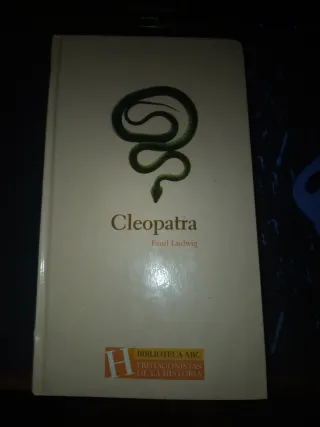 Cleopatra
Emil Ludwig
H
BIBLIOTECA ABC
PROTAGONISTAS
DE LA HISTORIA